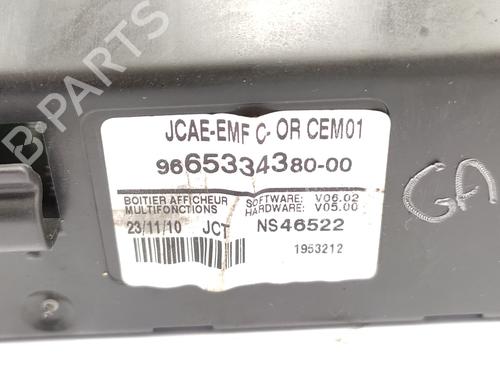 B-PARTS
JCAE-EMF C- OR CEM01
9665334380-00
BOITIER AFFICHEUR SOFTWARE: V06.02
MULTIFONCTIONS HARDWARE: V05.00
23/11/10 JCT NS46522
1953212
GA